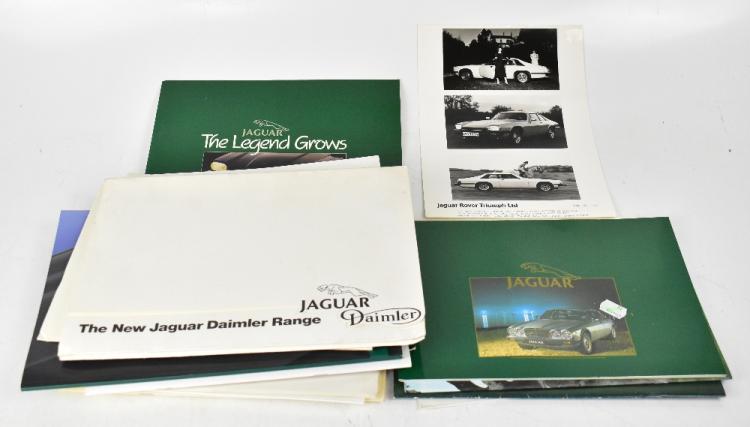 JAGUAR
The Legend Grows
Jaguar Rover Triumph Ltd
JAGUAR
JAGUAR
Daimler
The New Jaguar Daimler Range